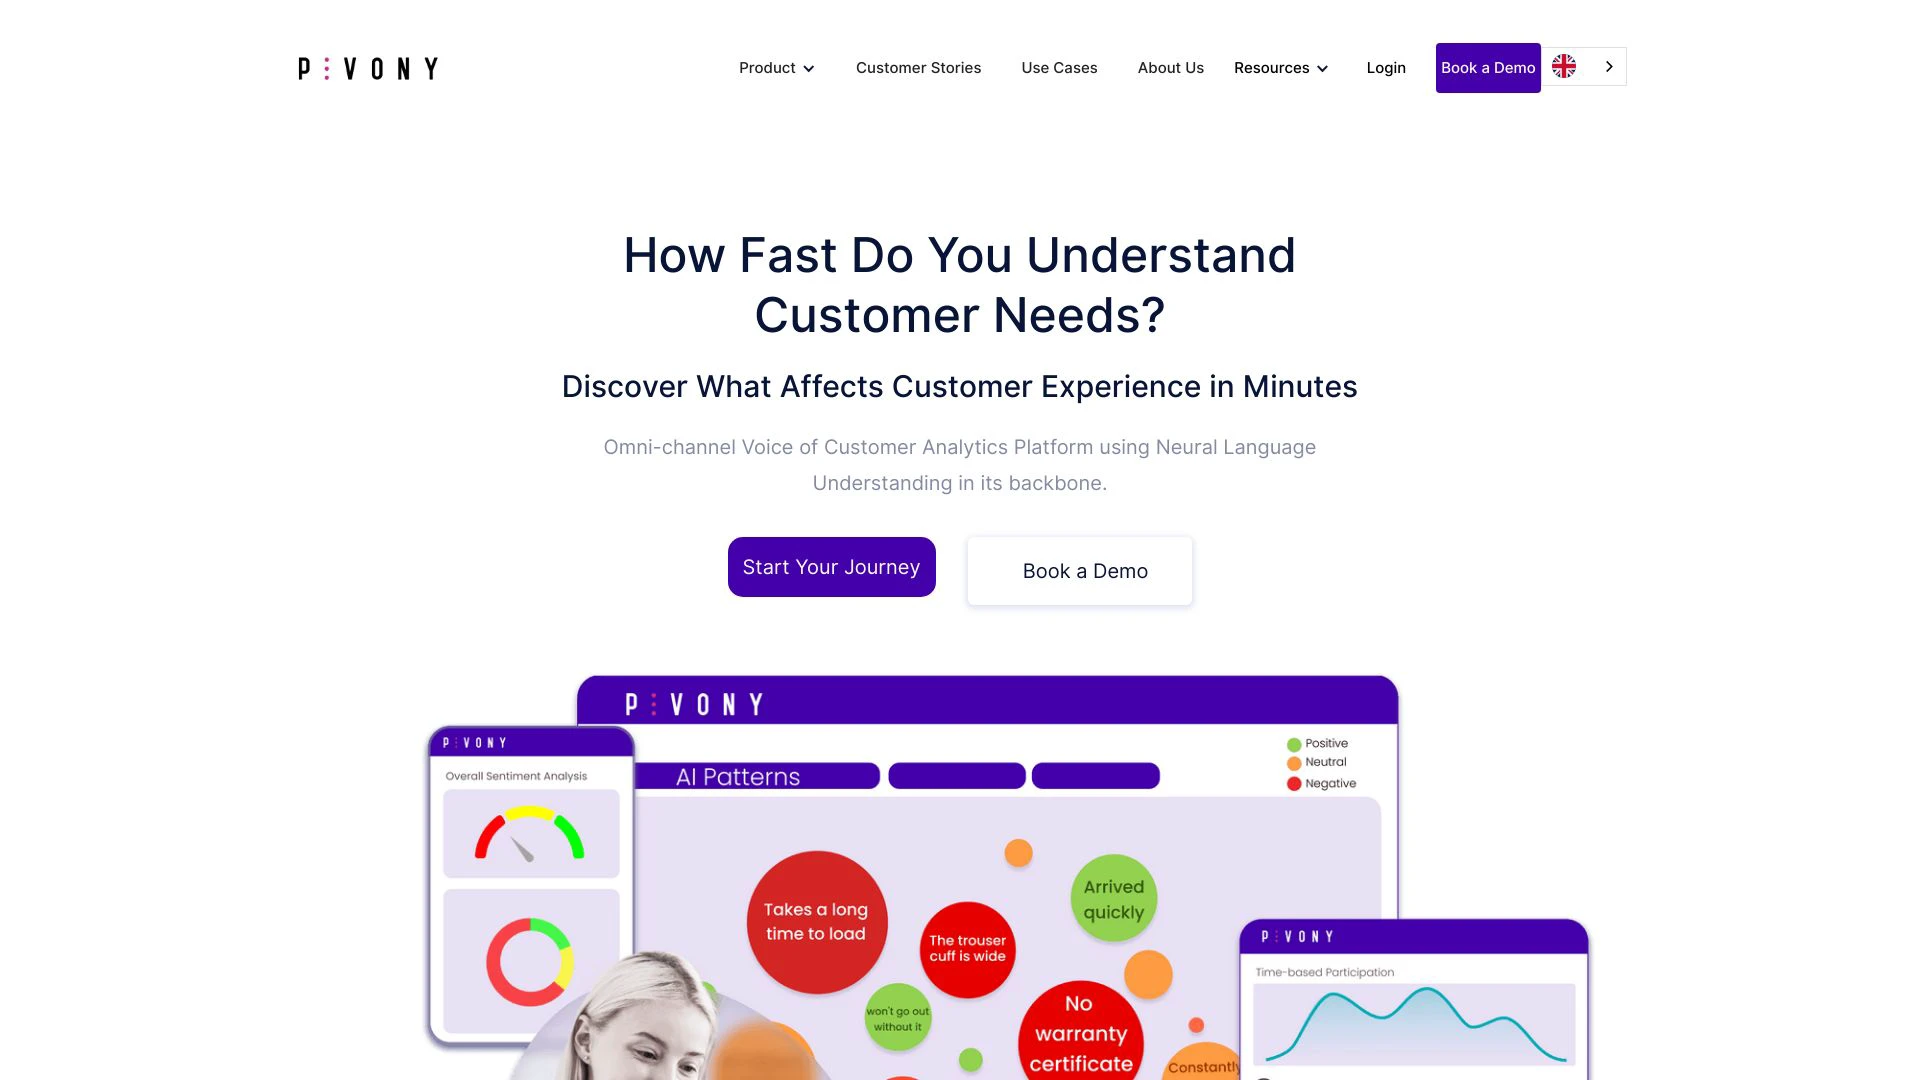 PIVONY
Product
Customer Stories
Use Cases
About Us
Resources
Login
Book a Demo
How Fast Do You Understand
Customer Needs?
Discover What Affects Customer Experience in Minutes
Omni-channel Voice of Customer Analytics Platform using Neural Language
Understanding in its backbone.
Start Your Journey
Book a Demo
PIVONY
PIVONY
Overall Sentiment Analysis
AI Patterns
Positive
Neutral
Negative
Takes a long
time to load
The trouser
cuff is wide
Arrived
quickly
won't go out
without it
No
warranty
certificate
Constantly
PIVONY
Time-based Participation